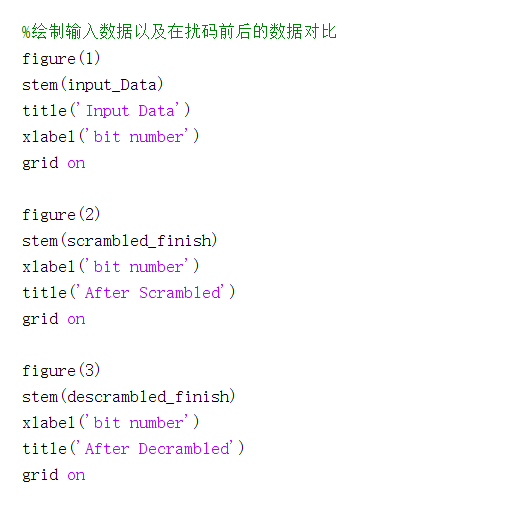 %绘制输入数据以及在扰码前后的数据对比
figure(1)
stem(input_Data)
title('Input Data')
xlabel('bit number')
grid on
figure(2)
stem(scrambled_finish)
xlabel('bit number')
title('After Scrambled')
grid on
figure(3)
stem(descrambled_finish)
xlabel('bit number')
title('After Decrambled')
grid on